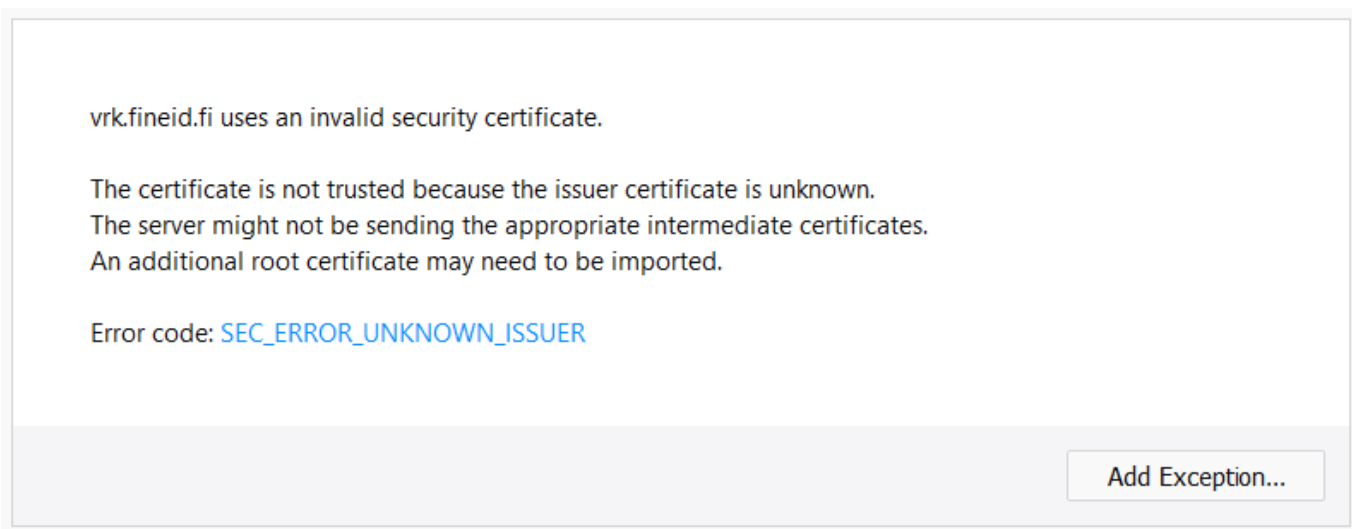 vrk.fineid.fi uses an invalid security certificate.
The certificate is not trusted because the issuer certificate is unknown.
The server might not be sending the appropriate intermediate certificates.
An additional root certificate may need to be imported.
Error code: SEC_ERROR_UNKNOWN_ISSUER
Add Exception...